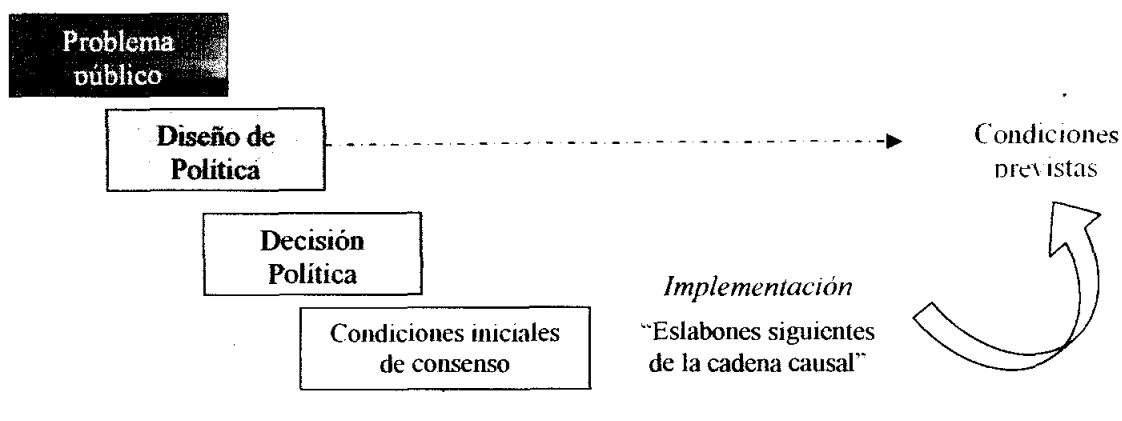 Problema
público
Diseño de
Política
Condiciones
previstas
Decisión
Política
Implementación
Condiciones iniciales
de consenso
“Eslabones siguientes
de la cadena causal”